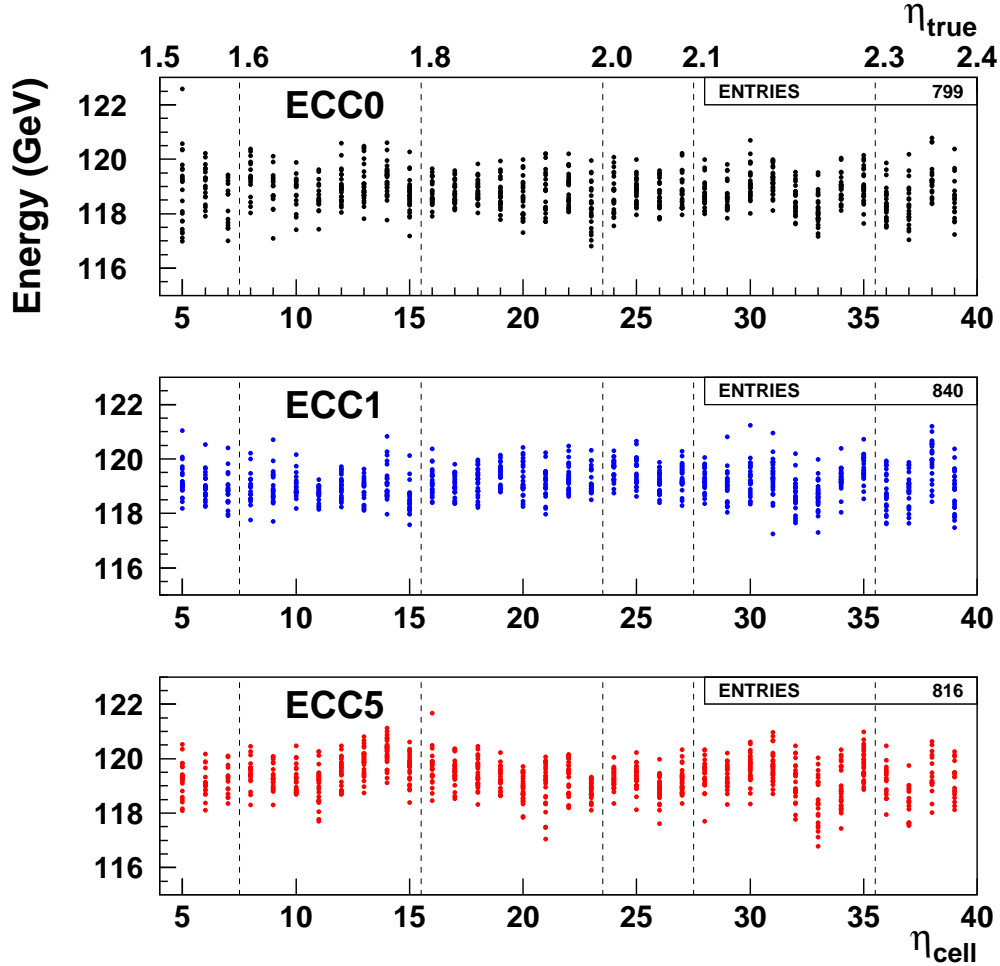 η_true
1.5 1.6 1.8 2.0 2.1 2.3 2.4
Energy (GeV)
122
120
118
116
ECC0
ENTRIES 799
5 10 15 20 25 30 35 40
122
120
118
116
ECC1
ENTRIES 840
5 10 15 20 25 30 35 40
122
120
118
116
ECC5
ENTRIES 816
5 10 15 20 25 30 35 40
η_cell